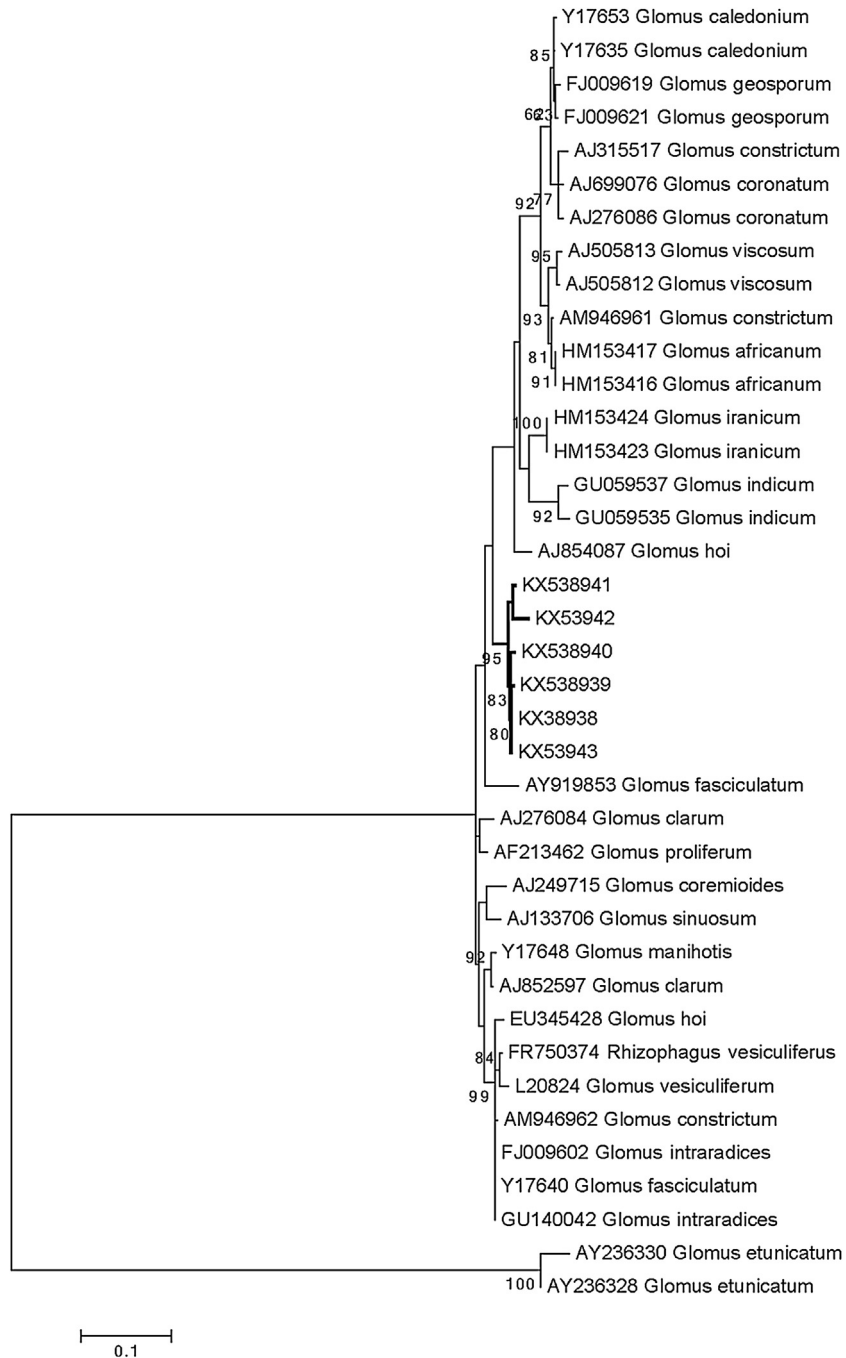 Y17653 Glomus caledonium
85
Y17635 Glomus caledonium
FJ009619 Glomus geosporum
23
FJ009621 Glomus geosporum
AJ315517 Glomus constrictum
AJ699076 Glomus coronatum
92
77
AJ276086 Glomus coronatum
95
AJ505813 Glomus viscosum
AJ505812 Glomus viscosum
93
AM946961 Glomus constrictum
81
HM153417 Glomus africanum
91
HM153416 Glomus africanum
100
HM153424 Glomus iranicum
HM153423 Glomus iranicum
GU059537 Glomus indicum
92
GU059535 Glomus indicum
AJ854087 Glomus hoi
KX538941
KX53942
95
KX538940
83
KX538939
KX38938
80
KX53943
AY919853 Glomus fasciculatum
AJ276084 Glomus clarum
AF213462 Glomus proliferum
AJ249715 Glomus coremioides
AJ133706 Glomus sinuosum
92
Y17648 Glomus manihotis
AJ852597 Glomus clarum
EU345428 Glomus hoi
84
FR750374 Rhizophagus vesiculiferus
99
L20824 Glomus vesiculiferum
AM946962 Glomus constrictum
FJ009602 Glomus intraradices
Y17640 Glomus fasciculatum
GU140042 Glomus intraradices
AY236330 Glomus etunicatum
100
AY236328 Glomus etunicatum
0.1